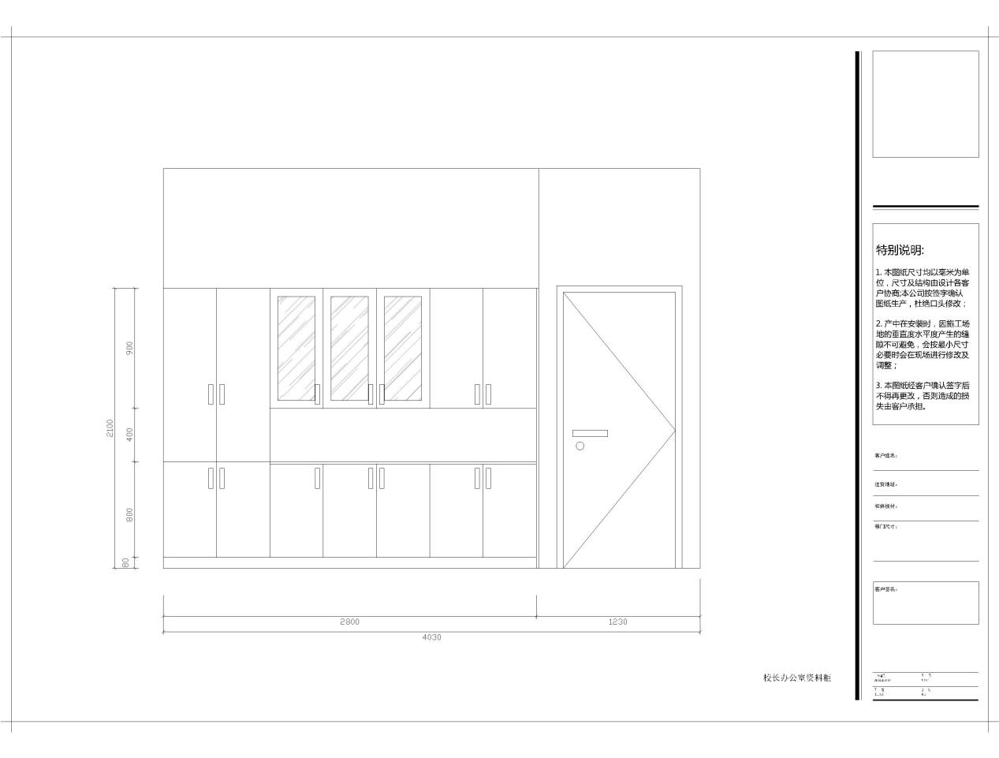 特别说明:
1. 本图纸尺寸均以毫米为单
位，尺寸及结构由设计各客
户协商;本公司按签字确认
图纸生产，杜绝口头修改；
2. 产中在安装时，因施工场
地的垂直度水平度产生的缝
隙不可避免，会按最小尺寸
必要时会在现场进行修改及
调整；
3. 本图纸经客户确认签字后
不得再更改，否则造成的损
失由客户承担。
900
2100
400
800
80
客户姓名:
送货地址:
柜体板材:
移门尺寸:
客户签名:
2800
1230
4030
校长办公室资料柜